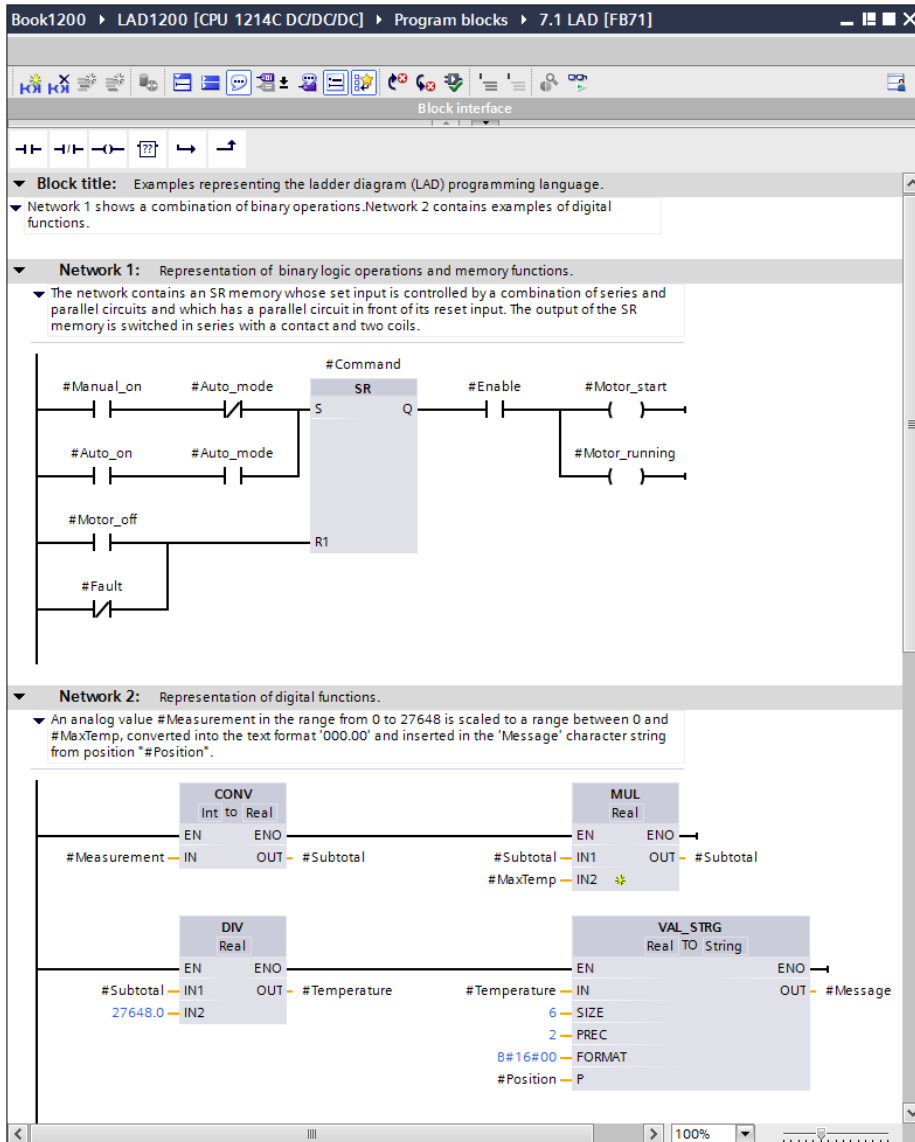 Book1200 ▸ LAD1200 [CPU 1214C DC/DC/DC] ▸ Program blocks ▸ 7.1 LAD [FB71]
Block interface
??
Block title: Examples representing the ladder diagram (LAD) programming language.
Network 1 shows a combination of binary operations.Network 2 contains examples of digital
functions.
Network 1: Representation of binary logic operations and memory functions.
The network contains an SR memory whose set input is controlled by a combination of series and
parallel circuits and which has a parallel circuit in front of its reset input. The output of the SR
memory is switched in series with a contact and two coils.
#Command
#Manual_on #Auto_mode SR #Enable #Motor_start
S Q
#Auto_on #Auto_mode #Motor_running
#Motor_off
R1
#Fault
Network 2: Representation of digital functions.
An analog value #Measurement in the range from 0 to 27648 is scaled to a range between 0 and
#MaxTemp, converted into the text format '000.00' and inserted in the 'Message' character string
from position "#Position".
CONV MUL
Int to Real Real
EN ENO EN ENO
#Measurement IN OUT #Subtotal #Subtotal IN1 OUT #Subtotal
#MaxTemp IN2
DIV VAL_STRG
Real Real TO String
EN ENO EN ENO
#Subtotal IN1 OUT #Temperature #Temperature IN OUT #Message
27648.0 IN2 6 SIZE
2 PREC
B#16#00 FORMAT
#Position P
100%